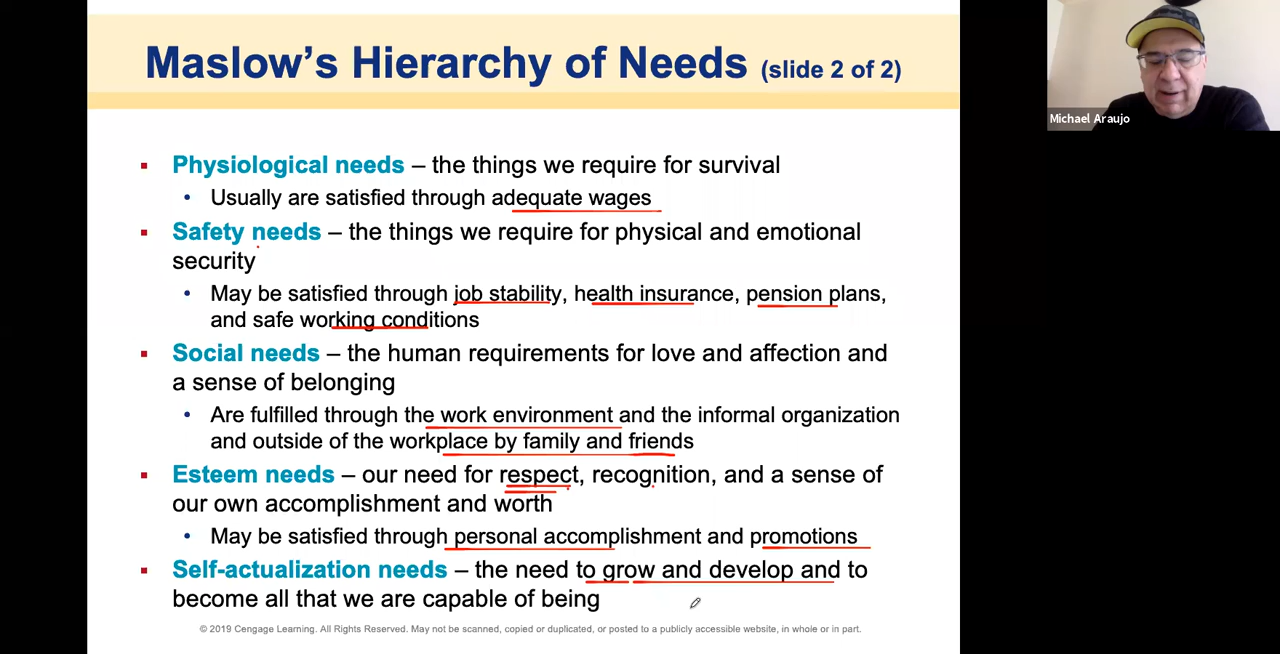 Maslow's Hierarchy of Needs (slide 2 of 2)
Michael Araujo
▪ Physiological needs – the things we require for survival
• Usually are satisfied through adequate wages
▪ Safety needs – the things we require for physical and emotional
security
• May be satisfied through job stability, health insurance, pension plans,
and safe working conditions
▪ Social needs – the human requirements for love and affection and
a sense of belonging
• Are fulfilled through the work environment and the informal organization
and outside of the workplace by family and friends
▪ Esteem needs – our need for respect, recognition, and a sense of
our own accomplishment and worth
• May be satisfied through personal accomplishment and promotions
▪ Self-actualization needs – the need to grow and develop and to
become all that we are capable of being
© 2019 Cengage Learning. All Rights Reserved. May not be scanned, copied or duplicated, or posted to a publicly accessible website, in whole or in part.